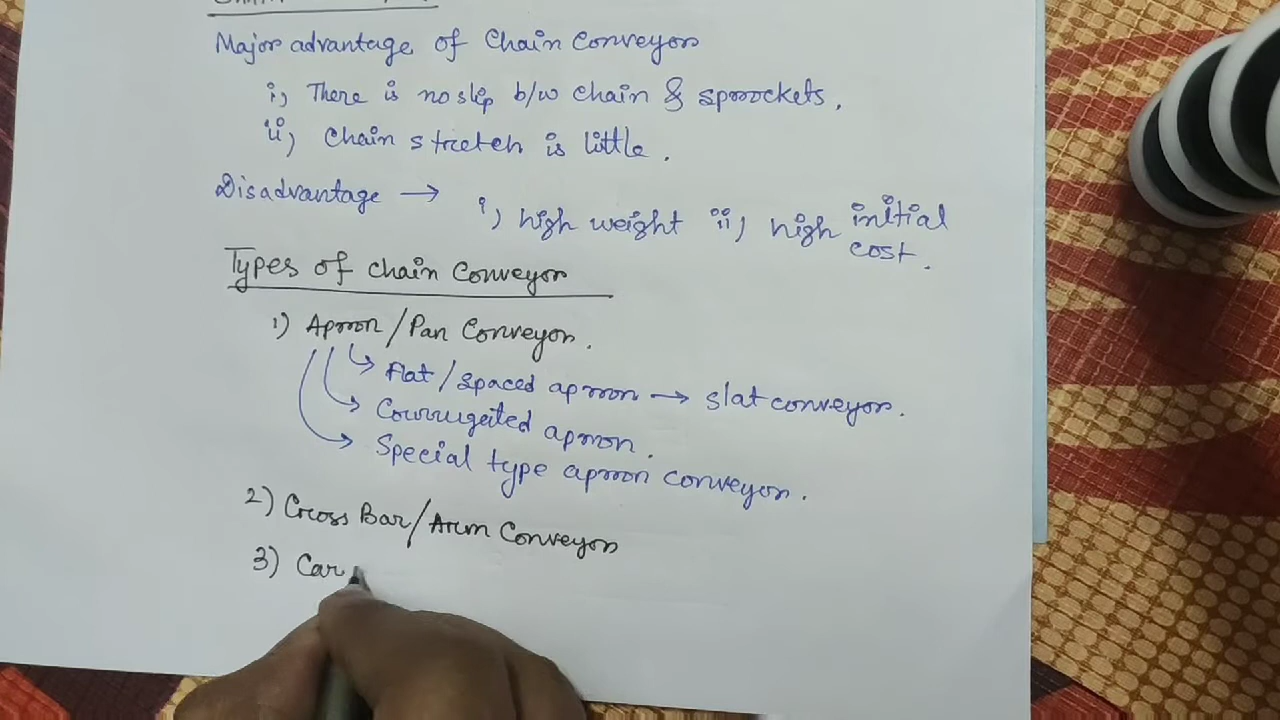 Major advantage of Chain Conveyor
i, There is no slip b/w chain & sprockets.
ii, Chain stretch is little.
Disadvantage → i, high weight ii, high initial cost.
Types of chain Conveyor
1) Apron/Pan Conveyor.
Flat/spaced apron → slat conveyor.
Corrugeited apron.
Special type apron conveyor.
2) Cross Bar/Arm Conveyor
3) Car